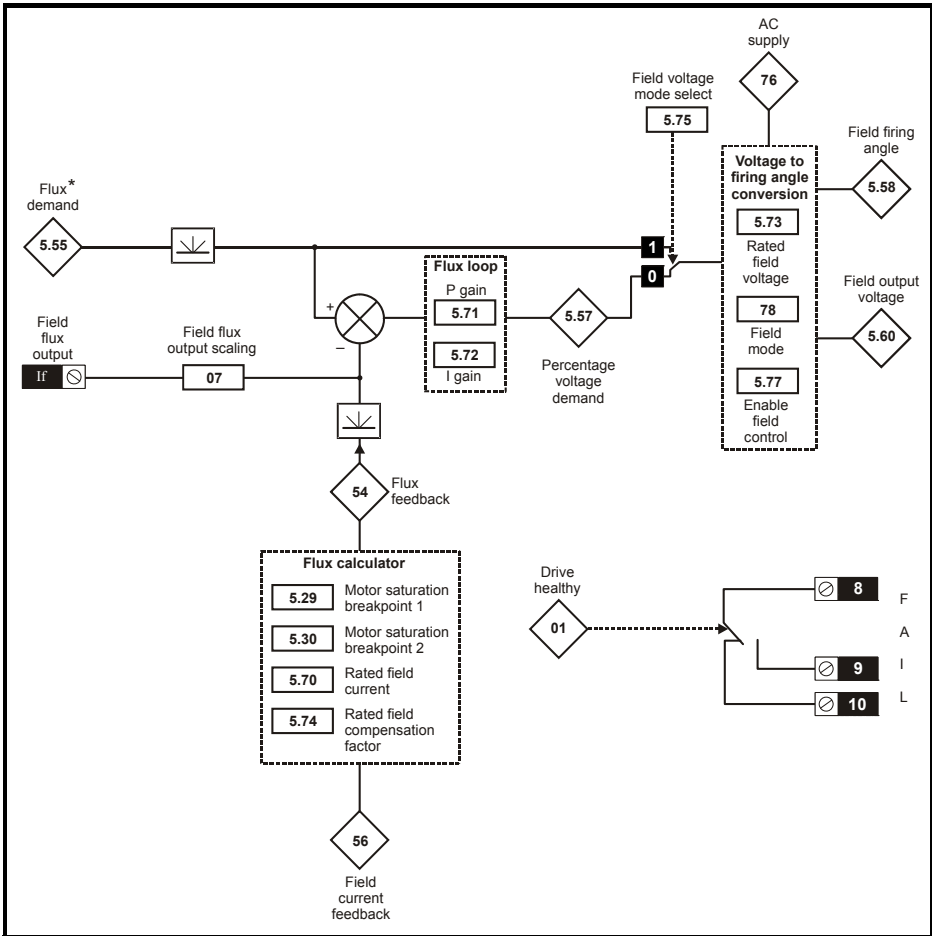 AC
supply
76
Field voltage
mode select
5.75
Voltage to
firing angle
conversion
5.73
Rated
field
voltage
78
Field
mode
5.77
Enable
field
control
Field firing
angle
5.58
Field output
voltage
5.60
Flux*
demand
5.55
1
0
Flux loop
P gain
5.71
5.72
I gain
+
–
5.57
Percentage
voltage
demand
Field
flux
output
If
Field flux
output scaling
07
54
Flux
feedback
Flux calculator
5.29
Motor saturation
breakpoint 1
5.30
Motor saturation
breakpoint 2
5.70
Rated field
current
5.74
Rated field
compensation
factor
56
Field
current
feedback
Drive
healthy
01
8
9
10
F
A
I
L